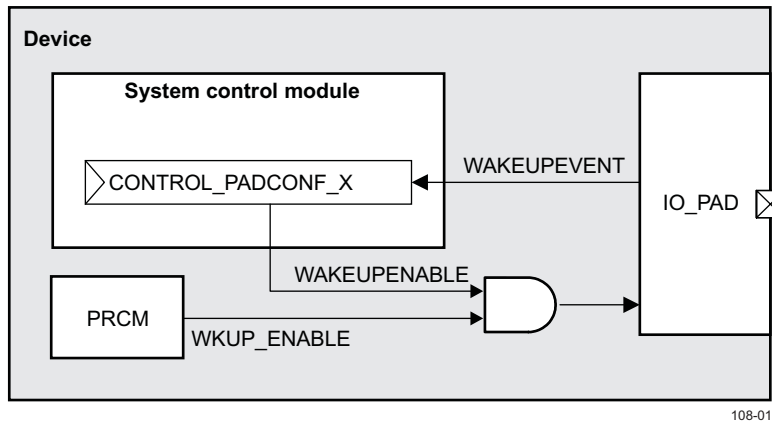 Device
System control module
WAKEUPEVENT
CONTROL_PADCONF_X
IO_PAD
WAKEUPENABLE
PRCM
WKUP_ENABLE
108-01